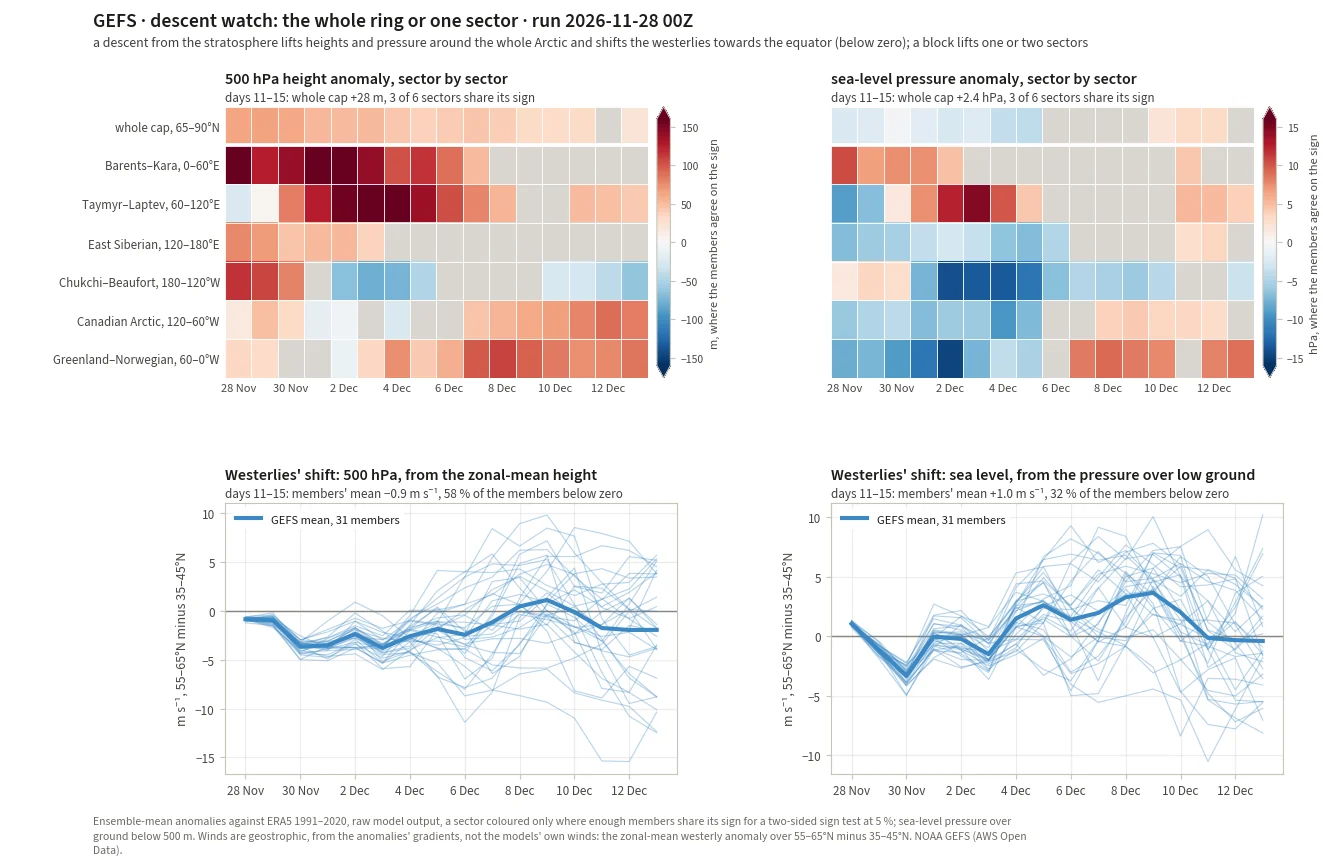 GEFS · descent watch: the whole ring or one sector · run 2026-11-28 00Z
a descent from the stratosphere lifts heights and pressure around the whole Arctic and shifts the westerlies towards the equator (below zero); a block lifts one or two sectors
500 hPa height anomaly, sector by sector
days 11–15: whole cap +28 m, 3 of 6 sectors share its sign
whole cap, 65–90°N
Barents–Kara, 0–60°E
Taymyr–Laptev, 60–120°E
East Siberian, 120–180°E
Chukchi–Beaufort, 180–120°W
Canadian Arctic, 120–60°W
Greenland–Norwegian, 60–0°W
28 Nov 30 Nov 2 Dec 4 Dec 6 Dec 8 Dec 10 Dec 12 Dec
150
100
50
0
−50
−100
−150
m, where the members agree on the sign
sea-level pressure anomaly, sector by sector
days 11–15: whole cap +2.4 hPa, 3 of 6 sectors share its sign
28 Nov 30 Nov 2 Dec 4 Dec 6 Dec 8 Dec 10 Dec 12 Dec
15
10
5
0
−5
−10
−15
hPa, where the members agree on the sign
Westerlies' shift: 500 hPa, from the zonal-mean height
days 11–15: members' mean −0.9 m s⁻¹, 58 % of the members below zero
GEFS mean, 31 members
10
5
0
−5
−10
−15
m s⁻¹, 55–65°N minus 35–45°N
28 Nov 30 Nov 2 Dec 4 Dec 6 Dec 8 Dec 10 Dec 12 Dec
Westerlies' shift: sea level, from the pressure over low ground
days 11–15: members' mean +1.0 m s⁻¹, 32 % of the members below zero
GEFS mean, 31 members
10
5
0
−5
−10
m s⁻¹, 55–65°N minus 35–45°N
28 Nov 30 Nov 2 Dec 4 Dec 6 Dec 8 Dec 10 Dec 12 Dec
Ensemble-mean anomalies against ERA5 1991–2020, raw model output, a sector coloured only where enough members share its sign for a two-sided sign test at 5 %; sea-level pressure over
ground below 500 m. Winds are geostrophic, from the anomalies' gradients, not the models' own winds: the zonal-mean westerly anomaly over 55–65°N minus 35–45°N. NOAA GEFS (AWS Open
Data).